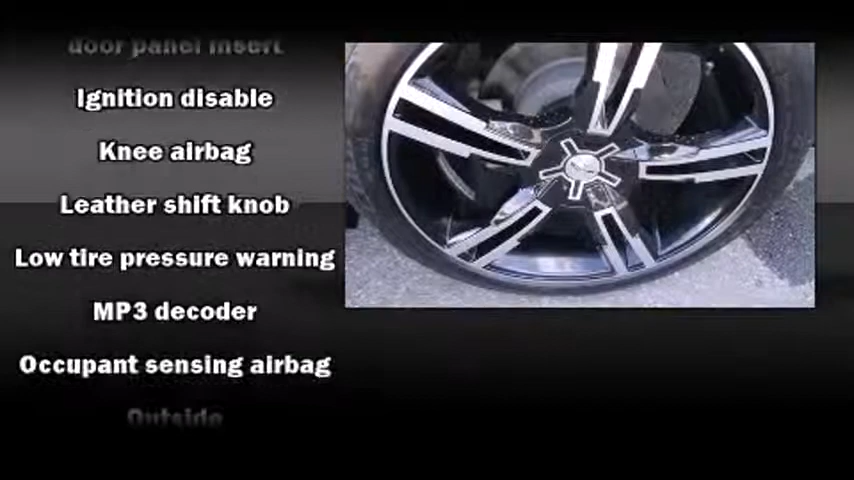 door panel insert
Ignition disable
Knee airbag
Leather shift knob
Low tire pressure warning
MP3 decoder
Occupant sensing airbag
Outside